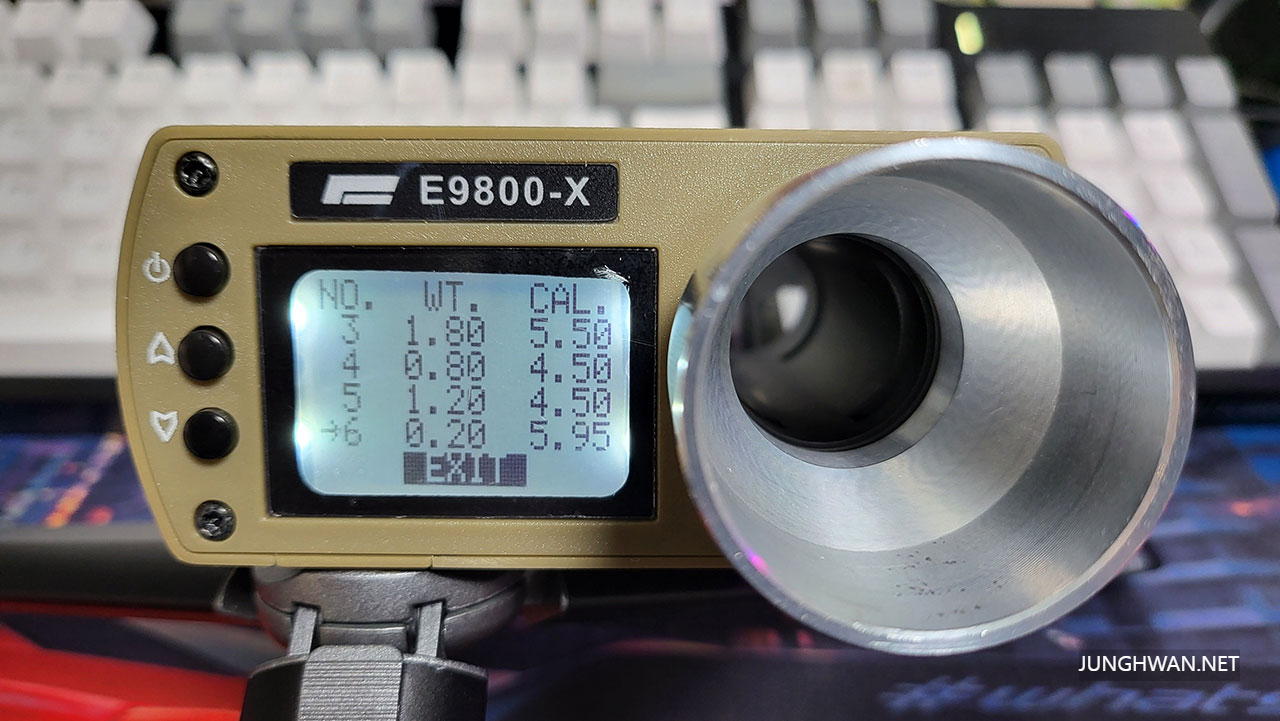 E9800-X
NO. WT. CAL.
3 1.80 5.50
4 0.80 4.50
5 1.20 4.50
→6 0.20 5.95
EXIT
JUNGHWAN.NET